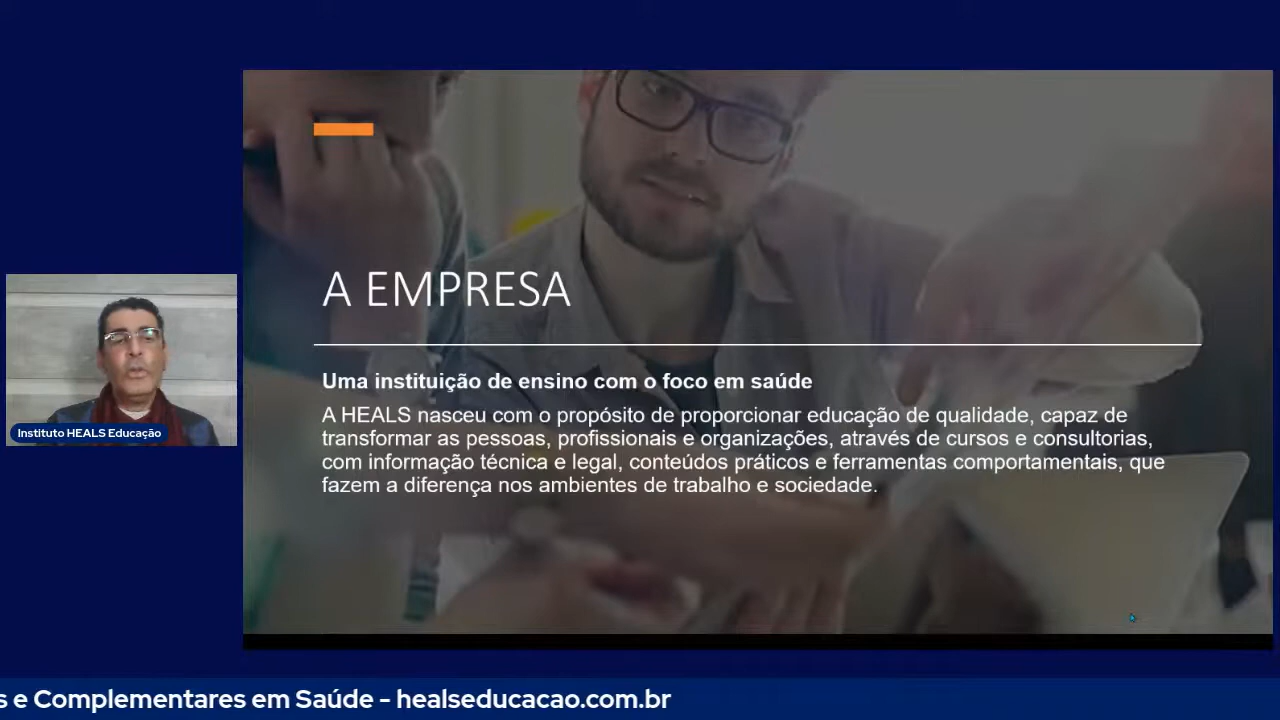 A EMPRESA
Uma instituição de ensino com o foco em saúde
A HEALS nasceu com o propósito de proporcionar educação de qualidade, capaz de
transformar as pessoas, profissionais e organizações, através de cursos e consultorias,
com informação técnica e legal, conteúdos práticos e ferramentas comportamentais, que
fazem a diferença nos ambientes de trabalho e sociedade.
Instituto HEALS Educação
s e Complementares em Saúde - healseducacao.com.br